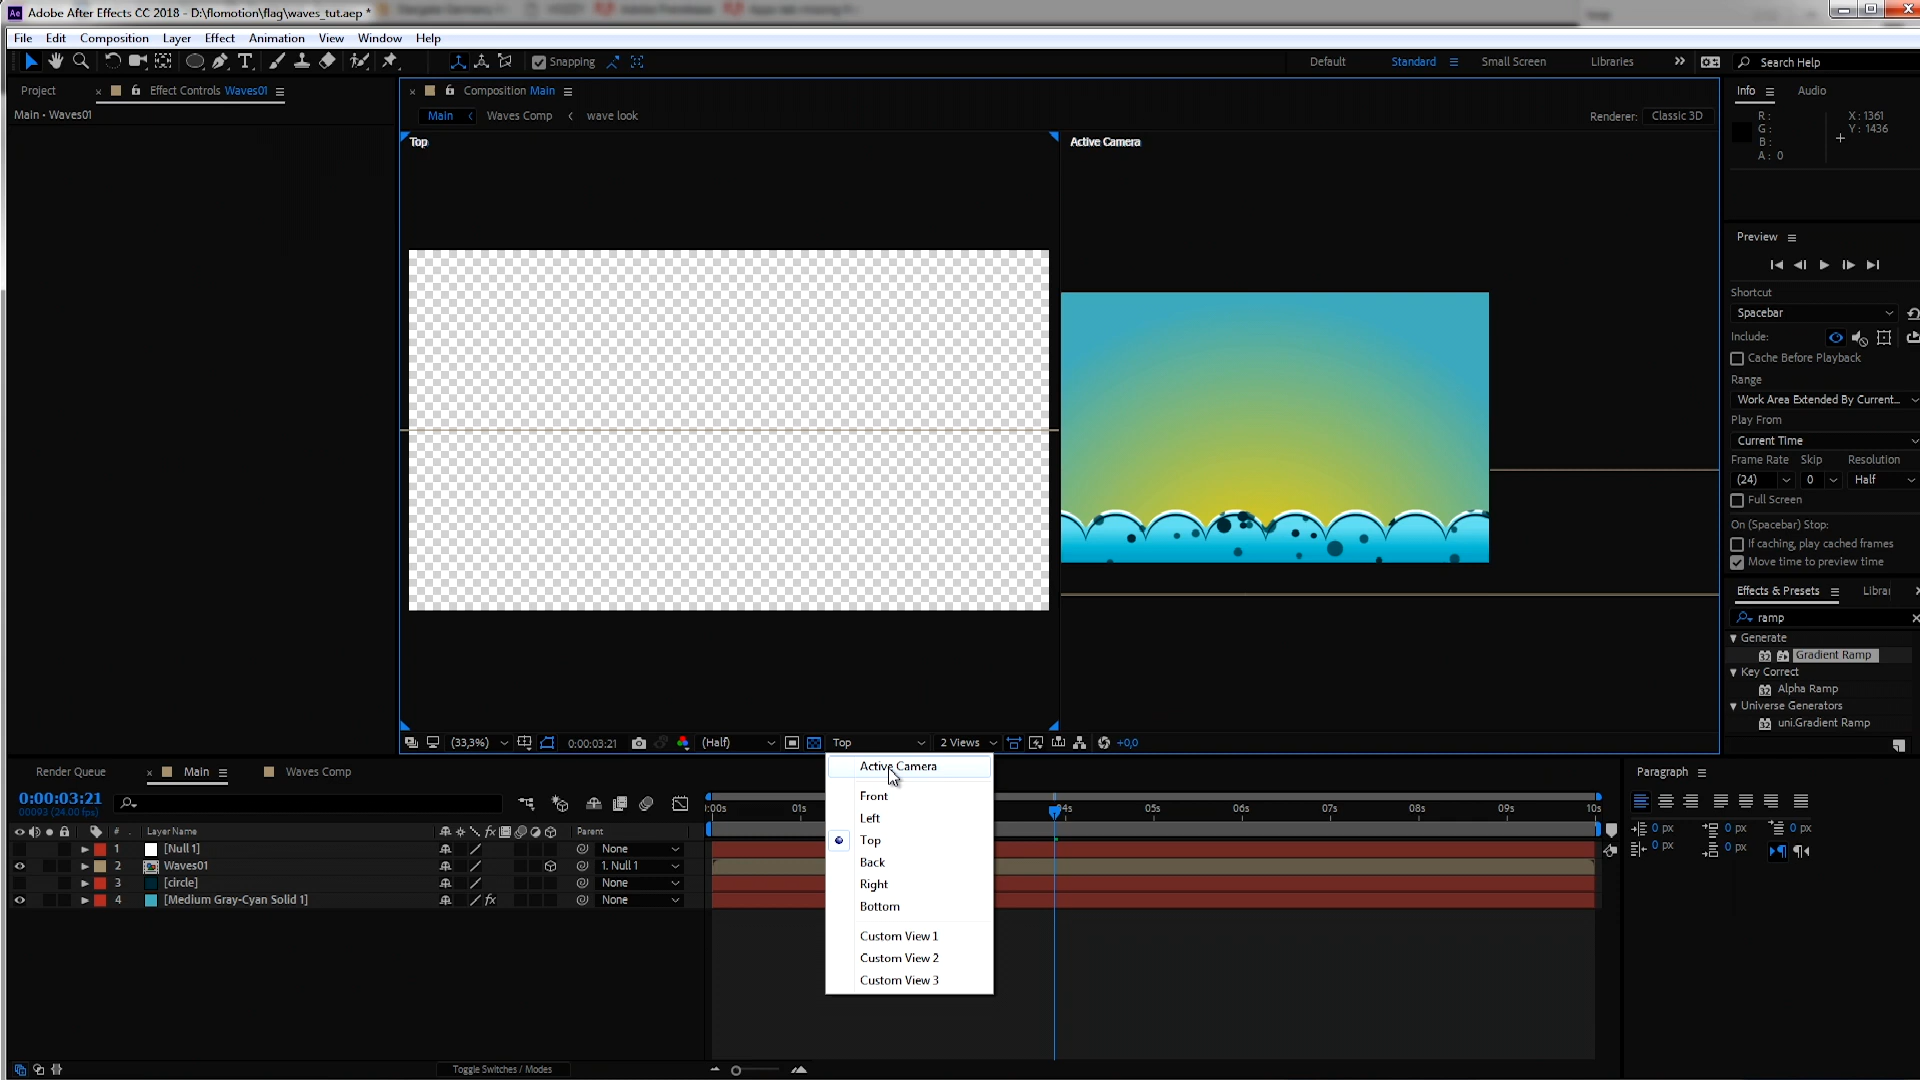 Adobe After Effects CC 2018 - D:\flomotion\flag\waves_tut.aep *
File Edit Composition Layer Effect Animation View Window Help
Snapping
Default Standard Small Screen Libraries Search Help
Project Effect Controls Waves01 Composition Main Info Audio
Main • Waves01 Main Waves Comp wave look Renderer: Classic 3D
R: X: 1361
G: Y: 1436
B:
A: 0
Top Active Camera
Preview
Shortcut
Spacebar
Include:
Cache Before Playback
Range
Work Area Extended By Current...
Play From
Current Time
Frame Rate Skip Resolution
(24) 0 Half
Full Screen
On (Spacebar) Stop:
If caching, play cached frames
Move time to preview time
Effects & Presets Librai
ramp
Generate
Gradient Ramp
Key Correct
Alpha Ramp
Universe Generators
uni.Gradient Ramp
(33,3%) 0:00:03:21 (Half) Top 2 Views +0,0
Active Camera
Front
Left
Top
Back
Right
Bottom
Custom View 1
Custom View 2
Custom View 3
Render Queue Main Waves Comp
0:00:03:21
00093 (24.00 fps)
:00s 01s 04s 05s 06s 07s 08s 09s 10s
# Layer Name Parent
1 [Null 1] None
2 Waves01 1. Null 1
3 [circle] None
4 [Medium Gray-Cyan Solid 1] fx None
Toggle Switches / Modes
Paragraph
0 px 0 px 0 px
0 px 0 px